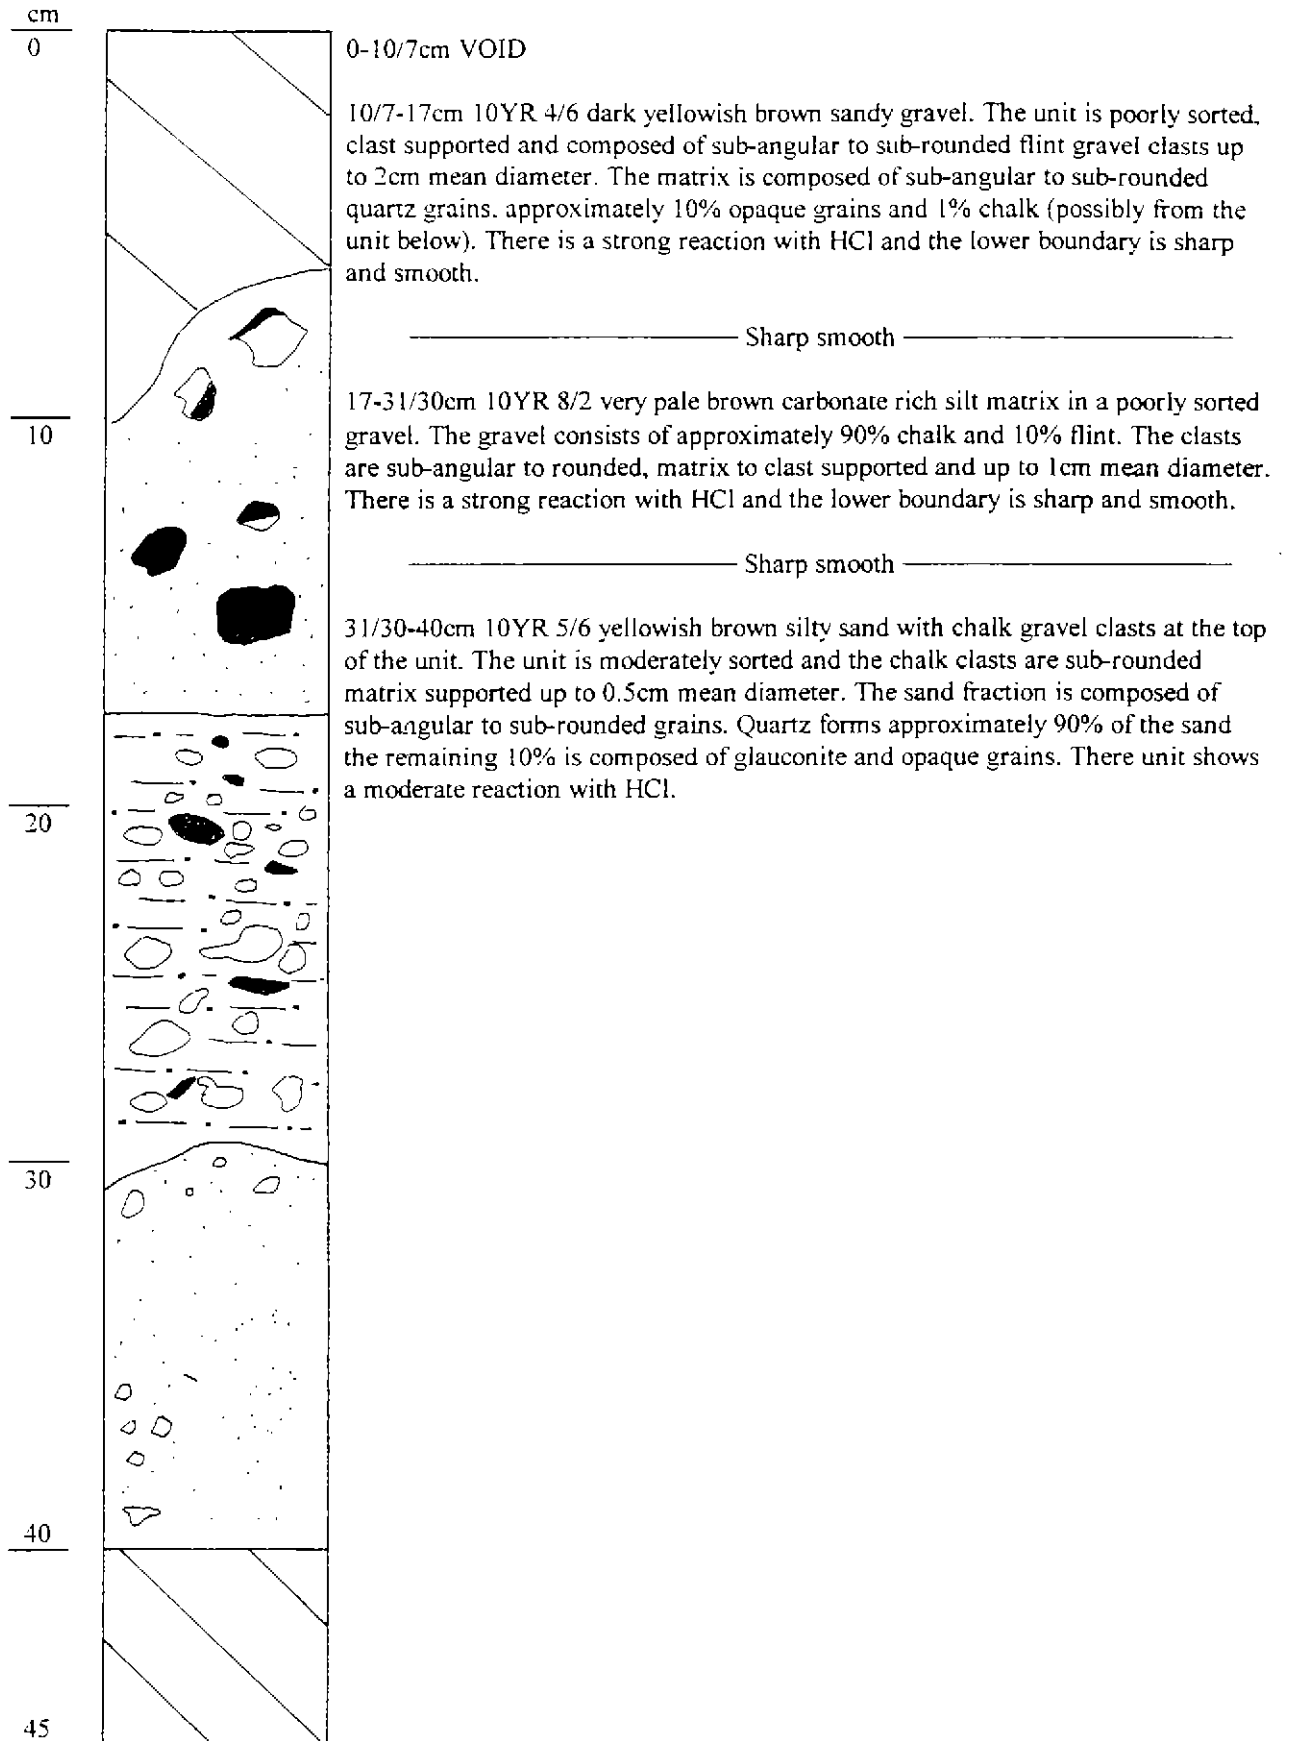 cm
0
0-10/7cm VOID
10/7-17cm 10YR 4/6 dark yellowish brown sandy gravel. The unit is poorly sorted,
clast supported and composed of sub-angular to sub-rounded flint gravel clasts up
to 2cm mean diameter. The matrix is composed of sub-angular to sub-rounded
quartz grains. approximately 10% opaque grains and 1% chalk (possibly from the
unit below). There is a strong reaction with HCl and the lower boundary is sharp
and smooth.
Sharp smooth
17-31/30cm 10YR 8/2 very pale brown carbonate rich silt matrix in a poorly sorted
10
gravel. The gravel consists of approximately 90% chalk and 10% flint. The clasts
are sub-angular to rounded, matrix to clast supported and up to 1cm mean diameter.
There is a strong reaction with HCl and the lower boundary is sharp and smooth.
Sharp smooth
31/30-40cm 10YR 5/6 yellowish brown silty sand with chalk gravel clasts at the top
of the unit. The unit is moderately sorted and the chalk clasts are sub-rounded
matrix supported up to 0.5cm mean diameter. The sand fraction is composed of
sub-angular to sub-rounded grains. Quartz forms approximately 90% of the sand
the remaining 10% is composed of glauconite and opaque grains. There unit shows
a moderate reaction with HCl.
20
30
40
45